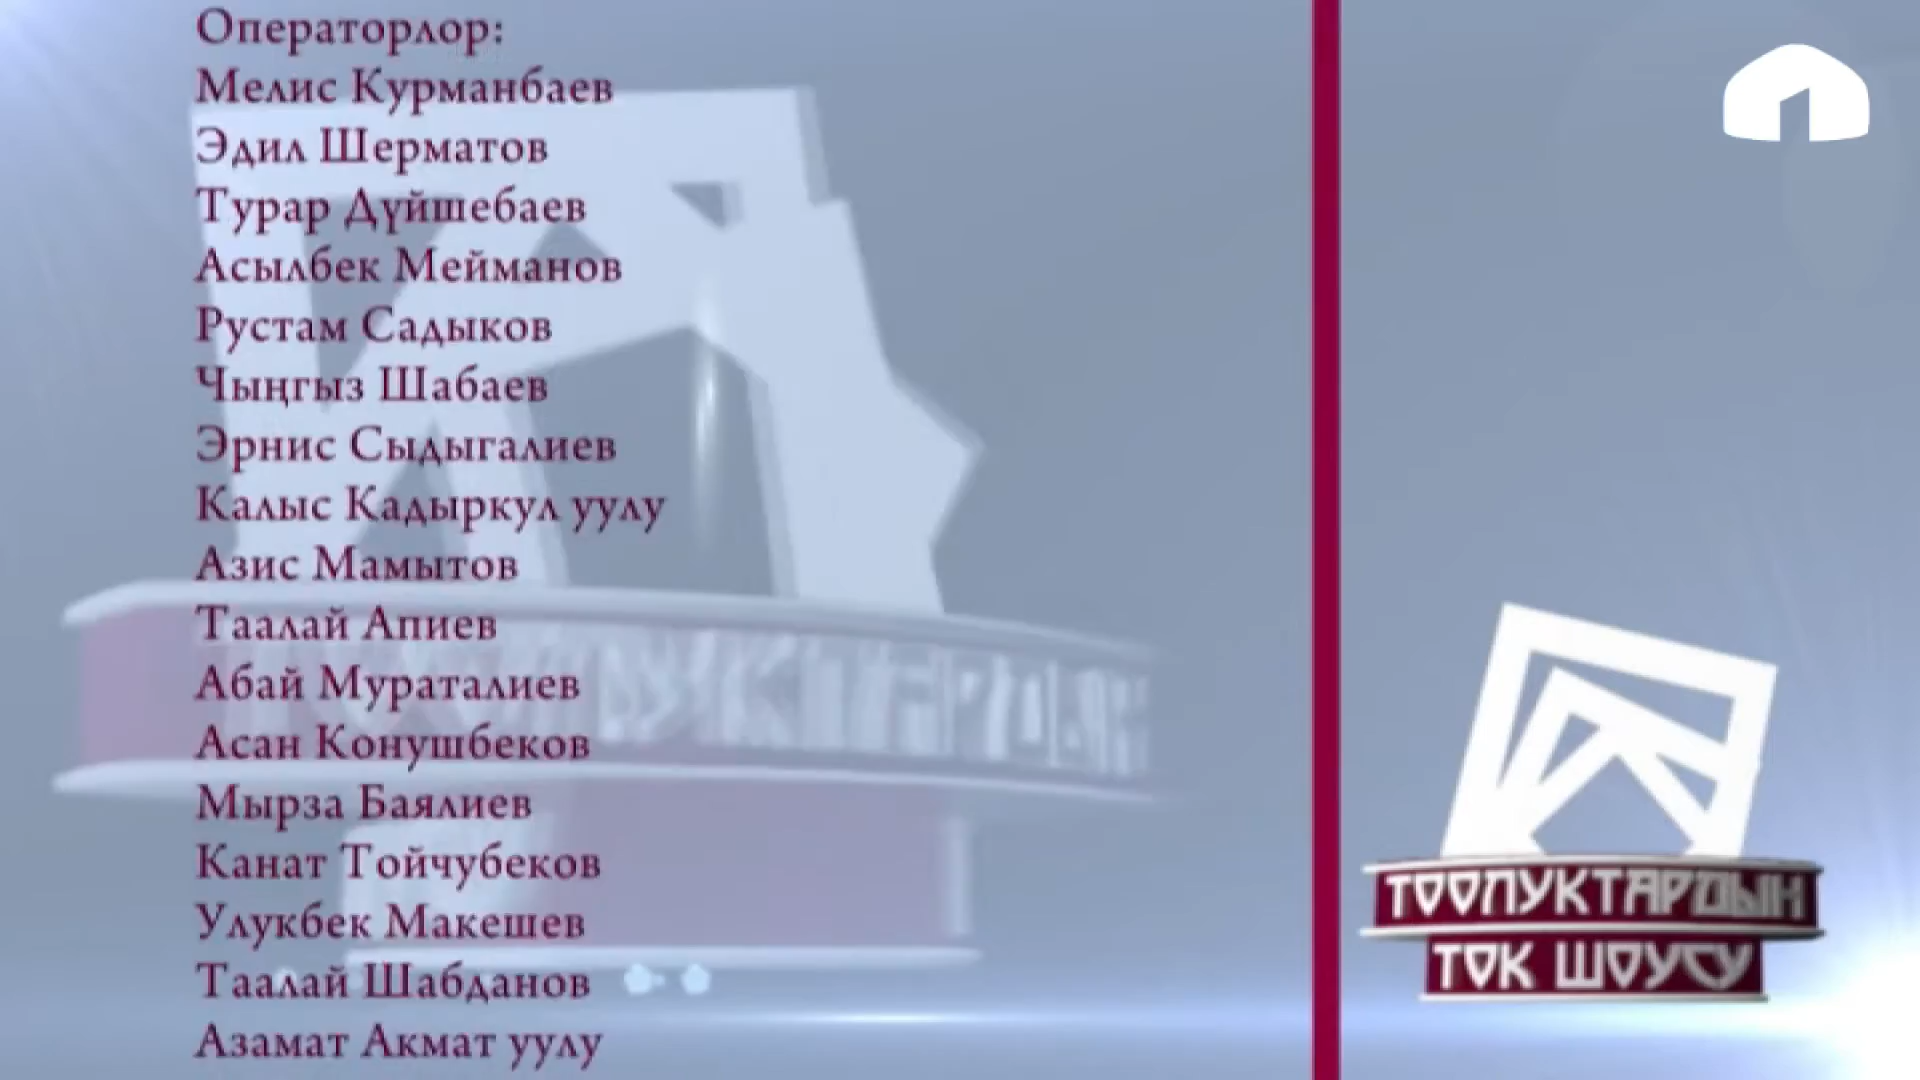 Операторлор:
Мелис Курманбаев
Эдил Шерматов
Турар Дүйшебаев
Асылбек Мейманов
Рустам Садыков
Чыңгыз Шабаев
Эрнис Сыдыгалиев
Калыс Кадыркул уулу
Азис Мамытов
Таалай Апиев
Абай Мураталиев
Асан Конушбеков
Мырза Баялиев
Канат Тойчубеков
Улукбек Макешев
Таалай Шабданов
Азамат Акмат уулу
ТООЛУКТАРДЫН
ТОК ШОУСУ